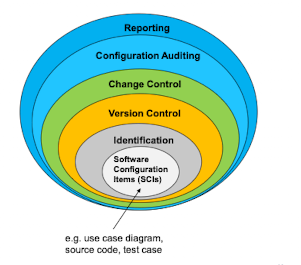 Reporting
Configuration Auditing
Change Control
Version Control
Identification
Software
Configuration
Items (SCIs)
e.g. use case diagram,
source code, test case